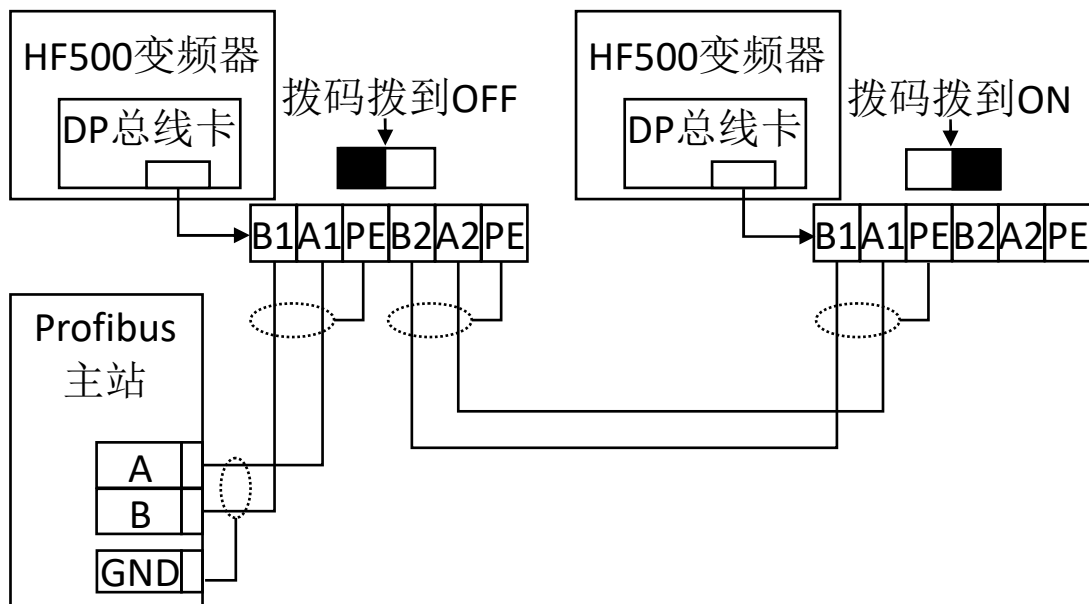 HF500变频器
DP总线卡
拨码拨到OFF
B1 A1 PE B2 A2 PE
HF500变频器
DP总线卡
拨码拨到ON
B1 A1 PE B2 A2 PE
Profibus
主站
A
B
GND